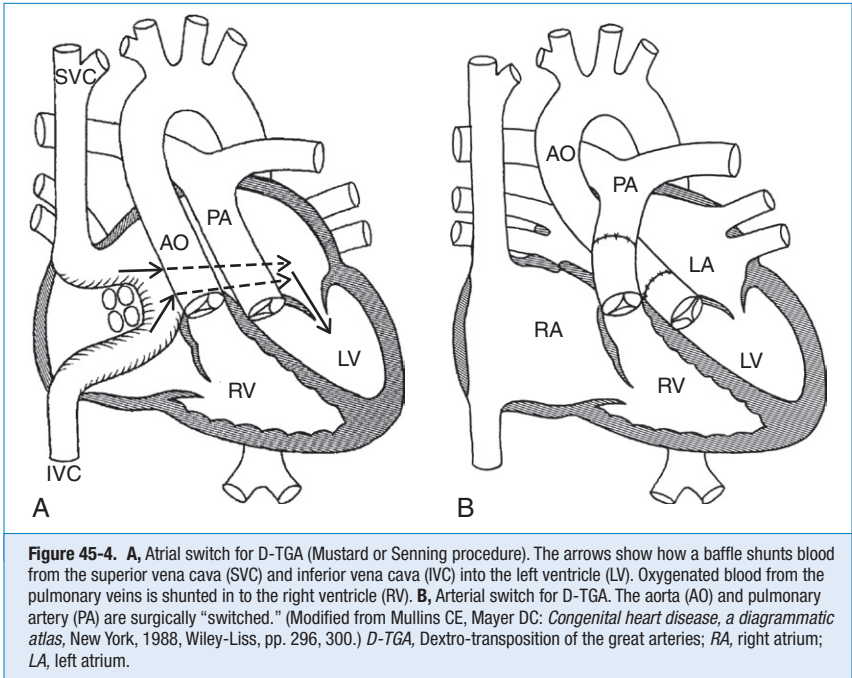 SVC
AO
PA
LV
RV
IVC
A
AO
PA
LA
RA
LV
RV
B
Figure 45-4. A, Atrial switch for D-TGA (Mustard or Senning procedure). The arrows show how a baffle shunts blood
from the superior vena cava (SVC) and inferior vena cava (IVC) into the left ventricle (LV). Oxygenated blood from the
pulmonary veins is shunted in to the right ventricle (RV). B, Arterial switch for D-TGA. The aorta (AO) and pulmonary
artery (PA) are surgically “switched.” (Modified from Mullins CE, Mayer DC: Congenital heart disease, a diagrammatic
atlas, New York, 1988, Wiley-Liss, pp. 296, 300.) D-TGA, Dextro-transposition of the great arteries; RA, right atrium;
LA, left atrium.